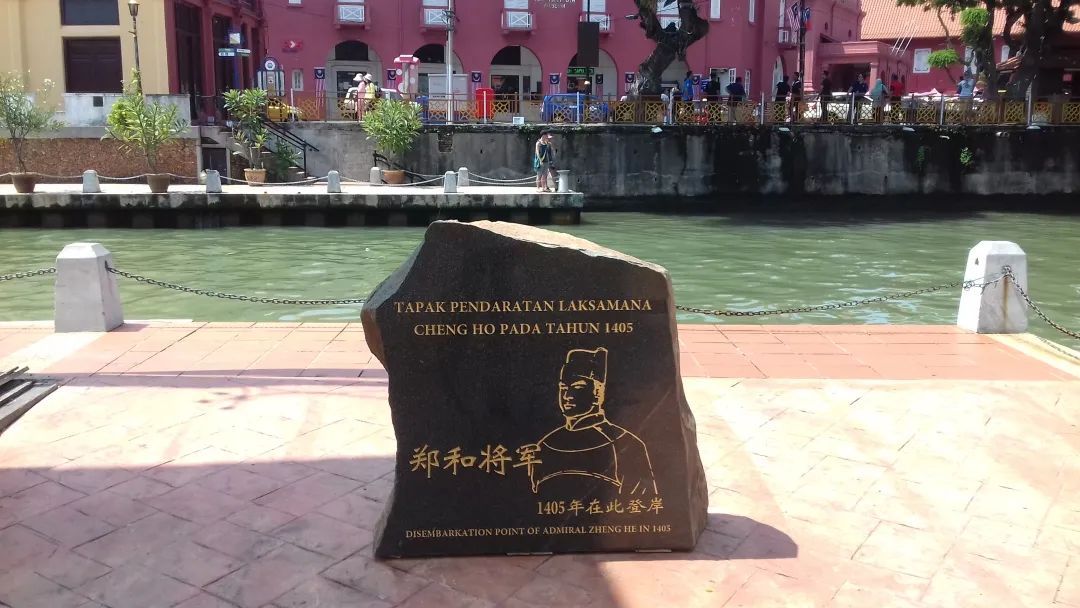 TAPAK PENDARATAN LAKSAMANA
CHENG HO PADA TAHUN 1405
郑和将军
1405年在此登岸
DISEMBARKATION POINT OF ADMIRAL ZHENG HE IN 1405